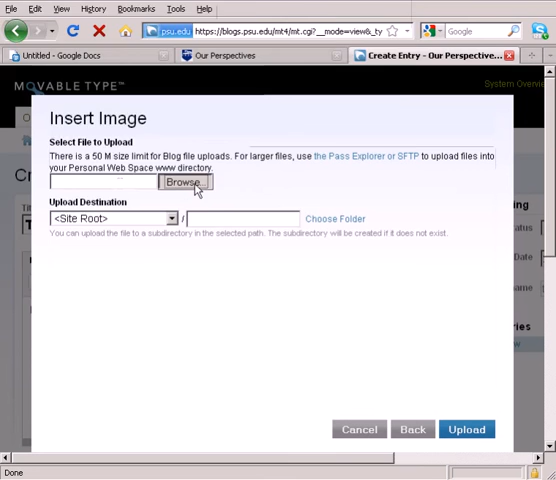 File Edit View History Bookmarks Tools Help
psu.edu https://blogs.psu.edu/mt4/mt.cgi?__mode=view&_ty Google
Untitled - Google Docs Our Perspectives Create Entry - Our Perspective...
MOVABLE TYPE™ System Overview
Insert Image
Select File to Upload
There is a 50 M size limit for Blog file uploads. For larger files, use the Pass Explorer or SFTP to upload files into
your Personal Web Space www directory.
Browse...
Upload Destination
<Site Root> / Choose Folder
You can upload the file to a subdirectory in the selected path. The subdirectory will be created if it does not exist.
Cancel Back Upload
Done